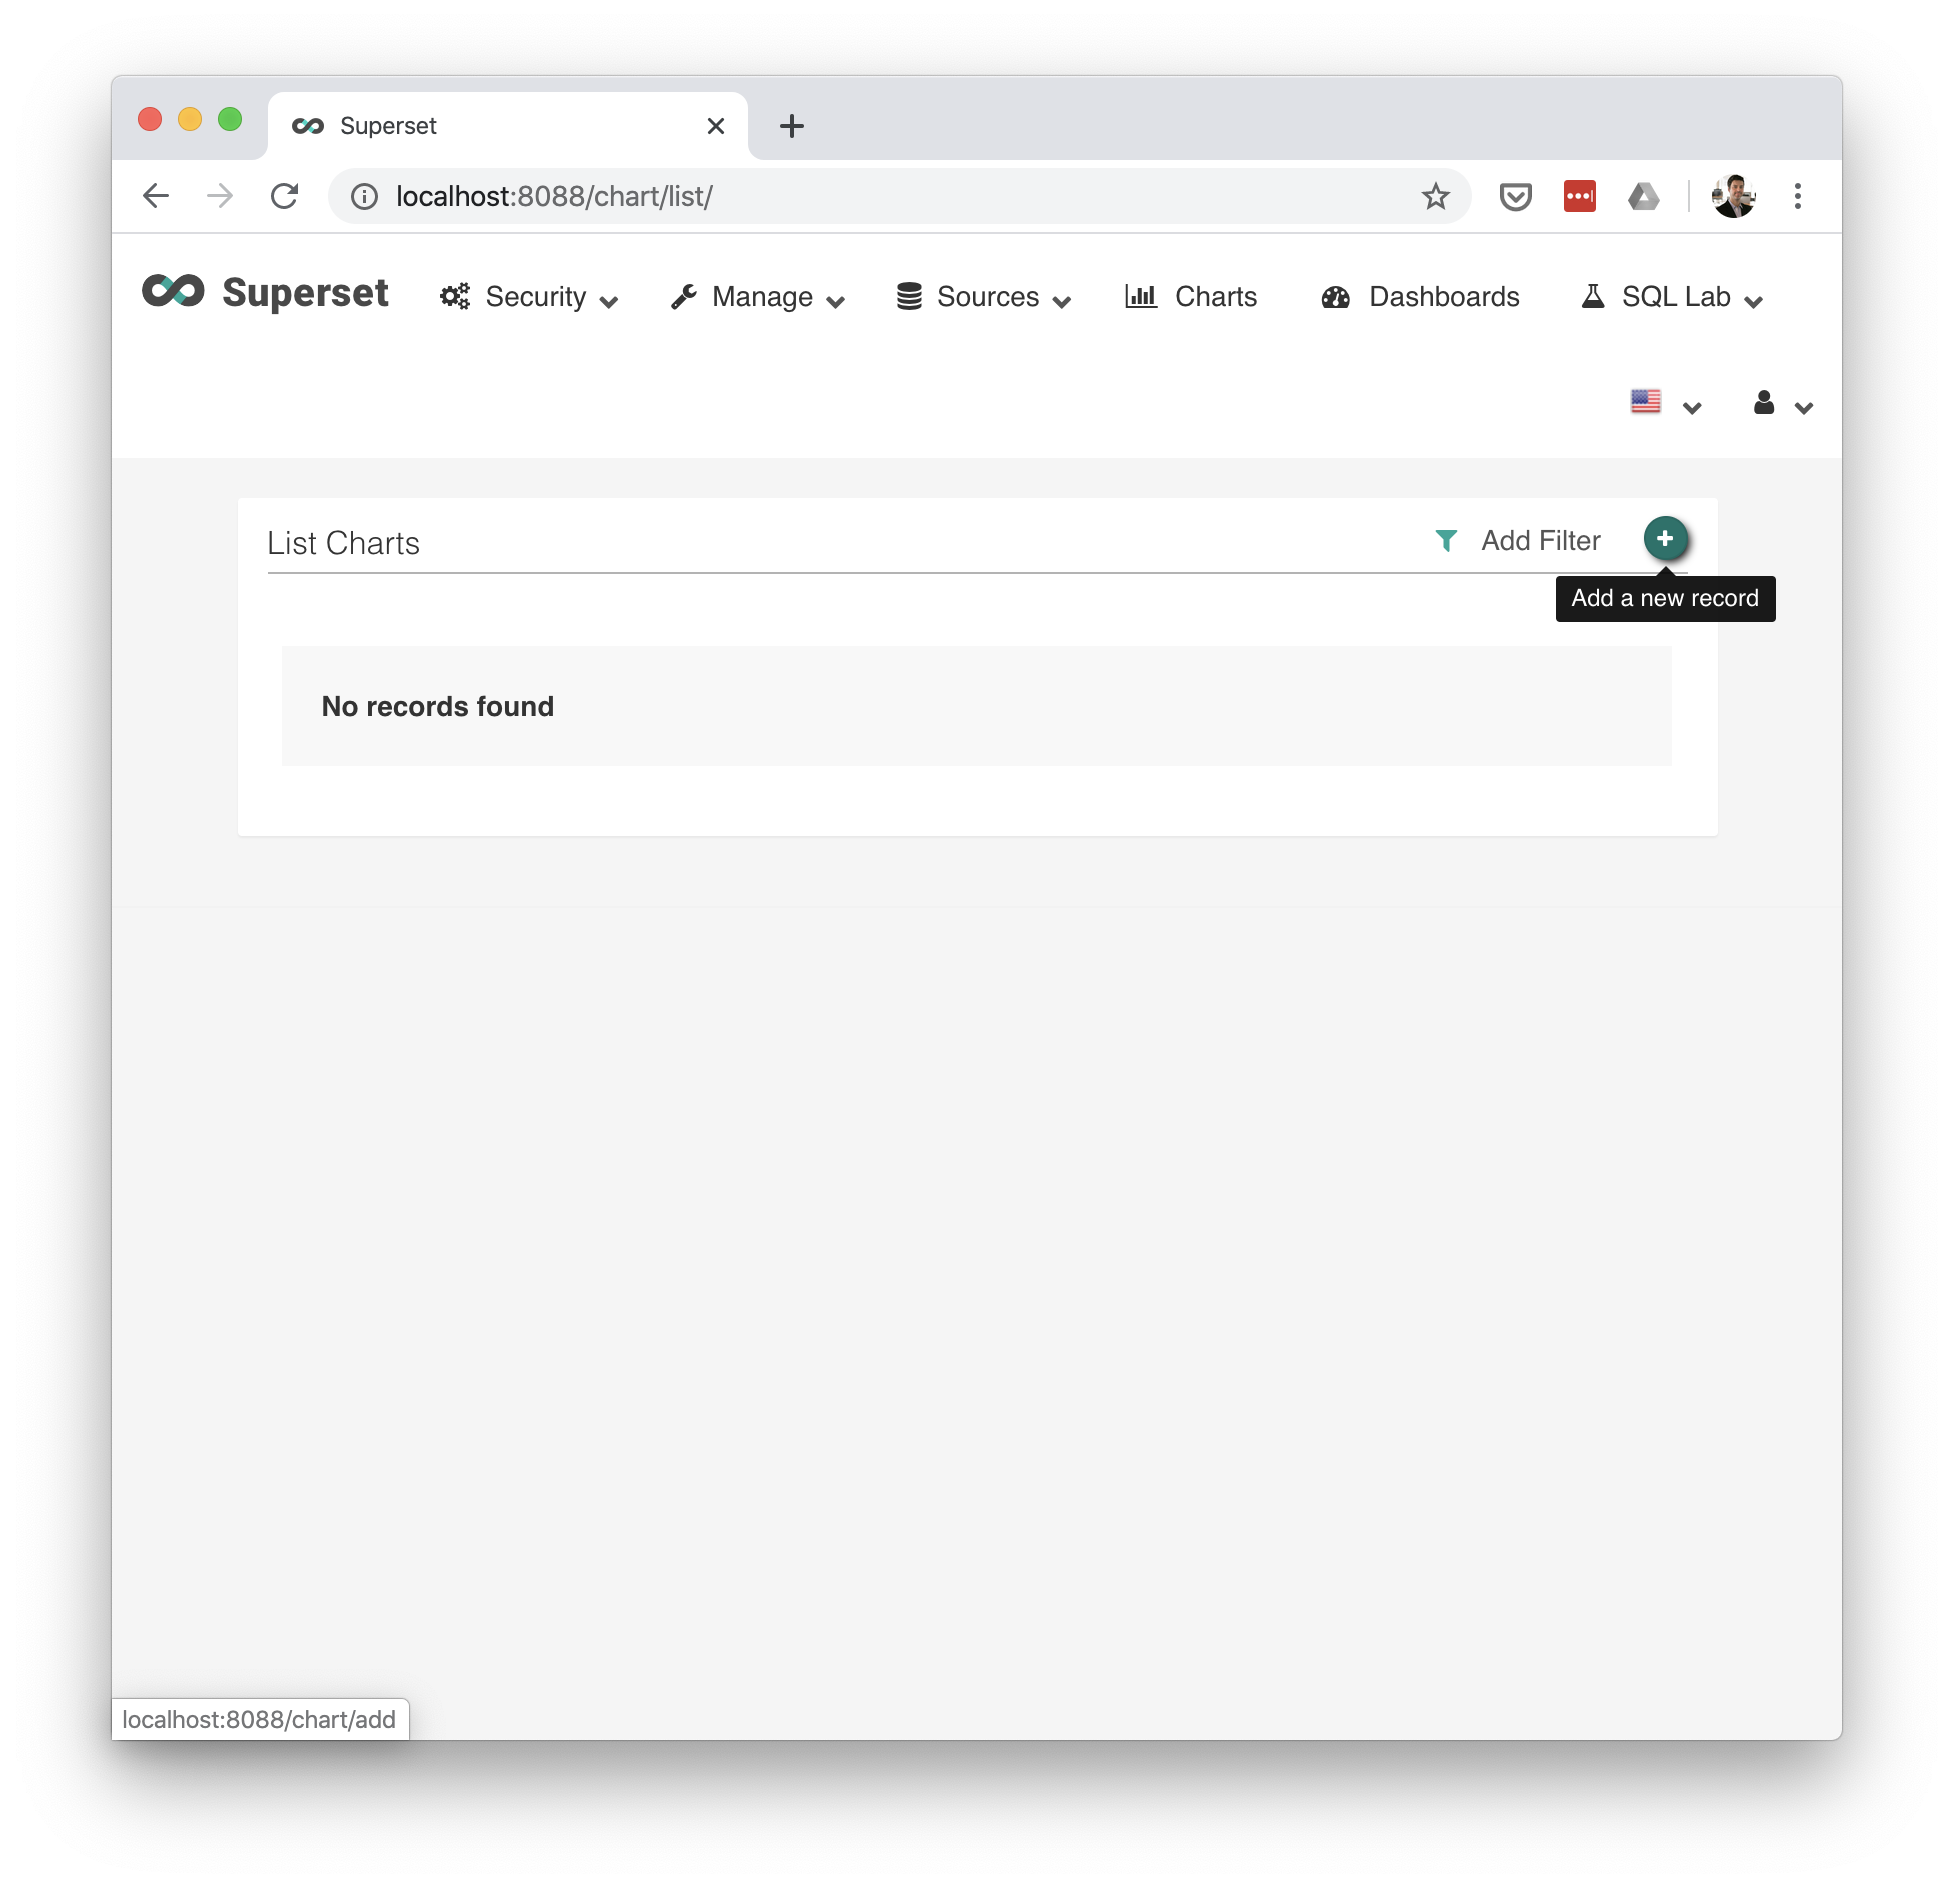 Superset
localhost:8088/chart/list/
Superset Security Manage Sources Charts Dashboards SQL Lab
List Charts Add Filter
Add a new record
No records found
localhost:8088/chart/add